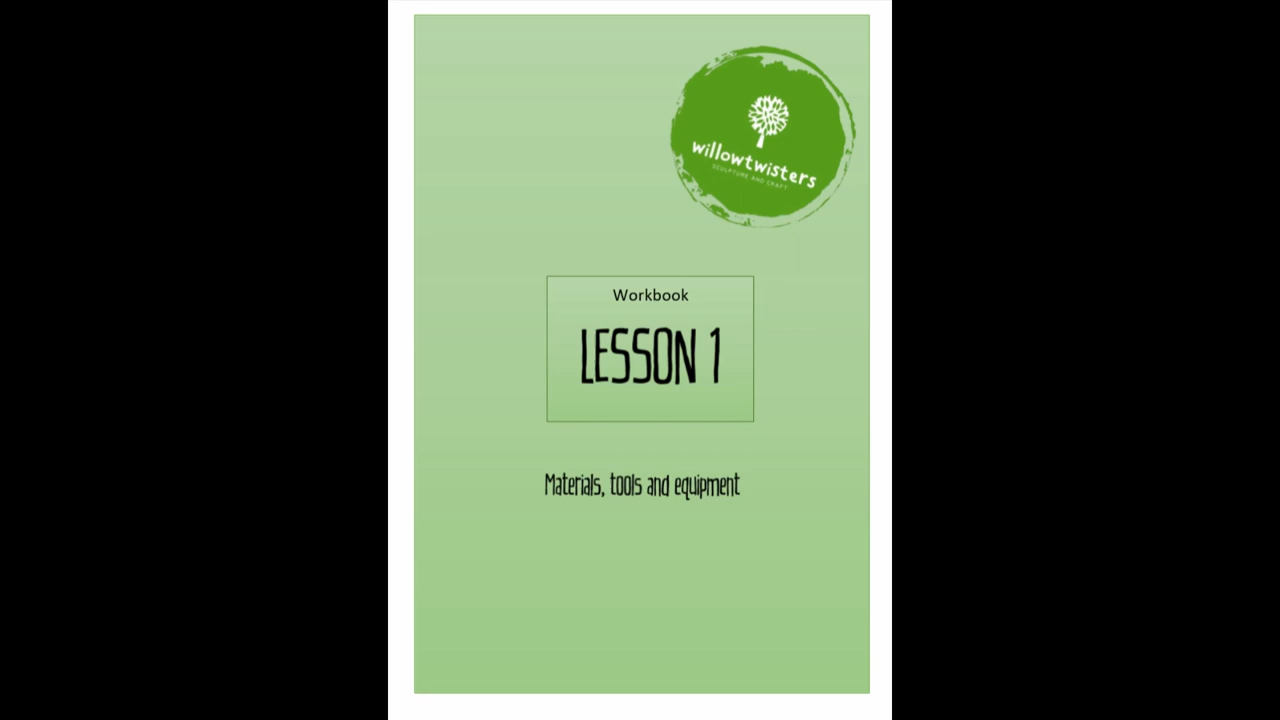 willowtwisters
SCULPTURE AND CRAFT
Workbook
LESSON 1
Materials, tools and equipment